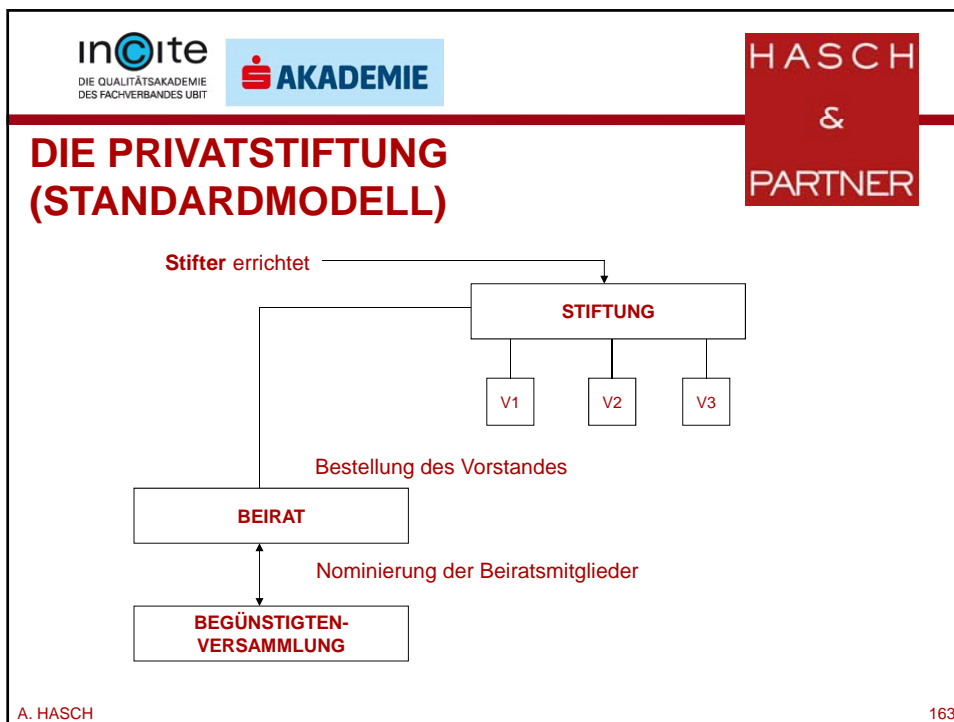 incite
DIE QUALITÄTSAKADEMIE
DES FACHVERBANDES UBIT
S AKADEMIE
HASCH
&
PARTNER
DIE PRIVATSTIFTUNG
(STANDARDMODELL)
Stifter errichtet
STIFTUNG
V1
V2
V3
Bestellung des Vorstandes
BEIRAT
Nominierung der Beiratsmitglieder
BEGÜNSTIGTEN-
VERSAMMLUNG
A. HASCH
163